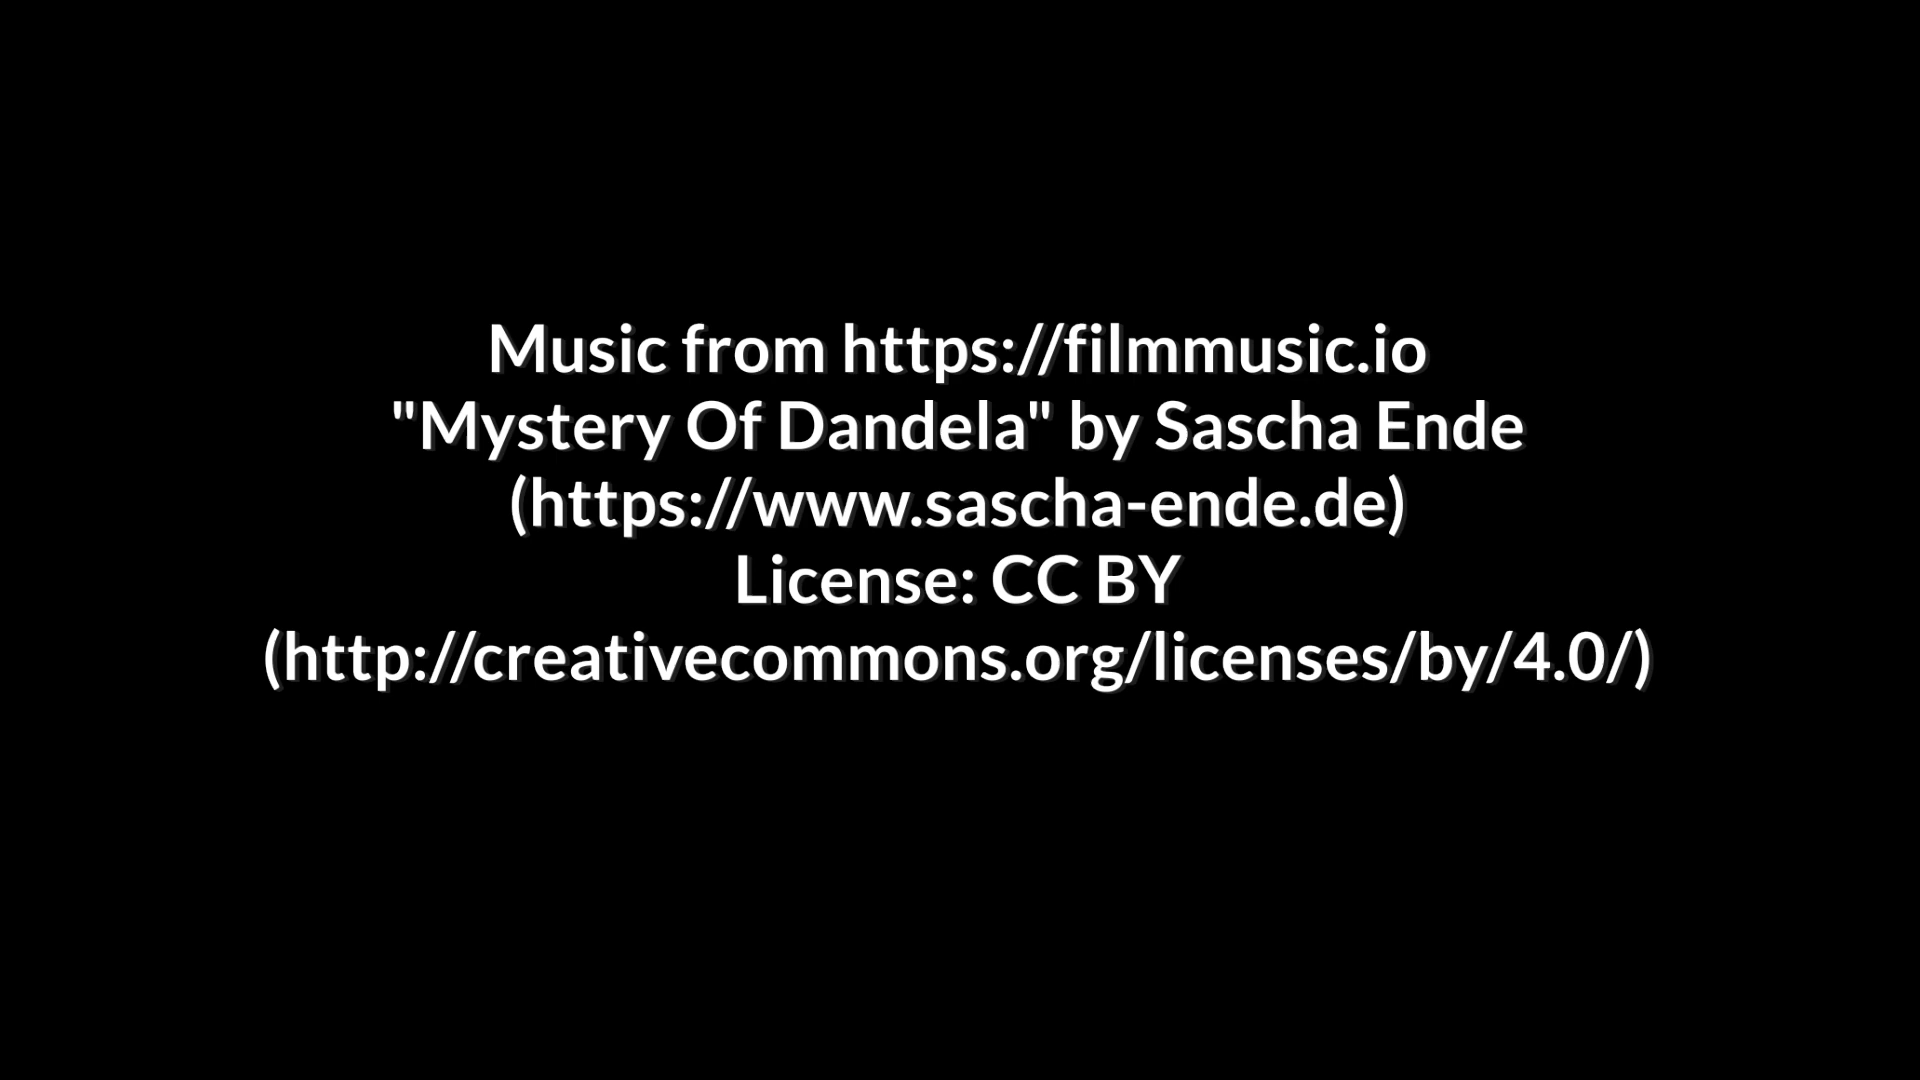 Music from https://filmmusic.io
"Mystery Of Dandela" by Sascha Ende
(https://www.sascha-ende.de)
License: CC BY
(http://creativecommons.org/licenses/by/4.0/)